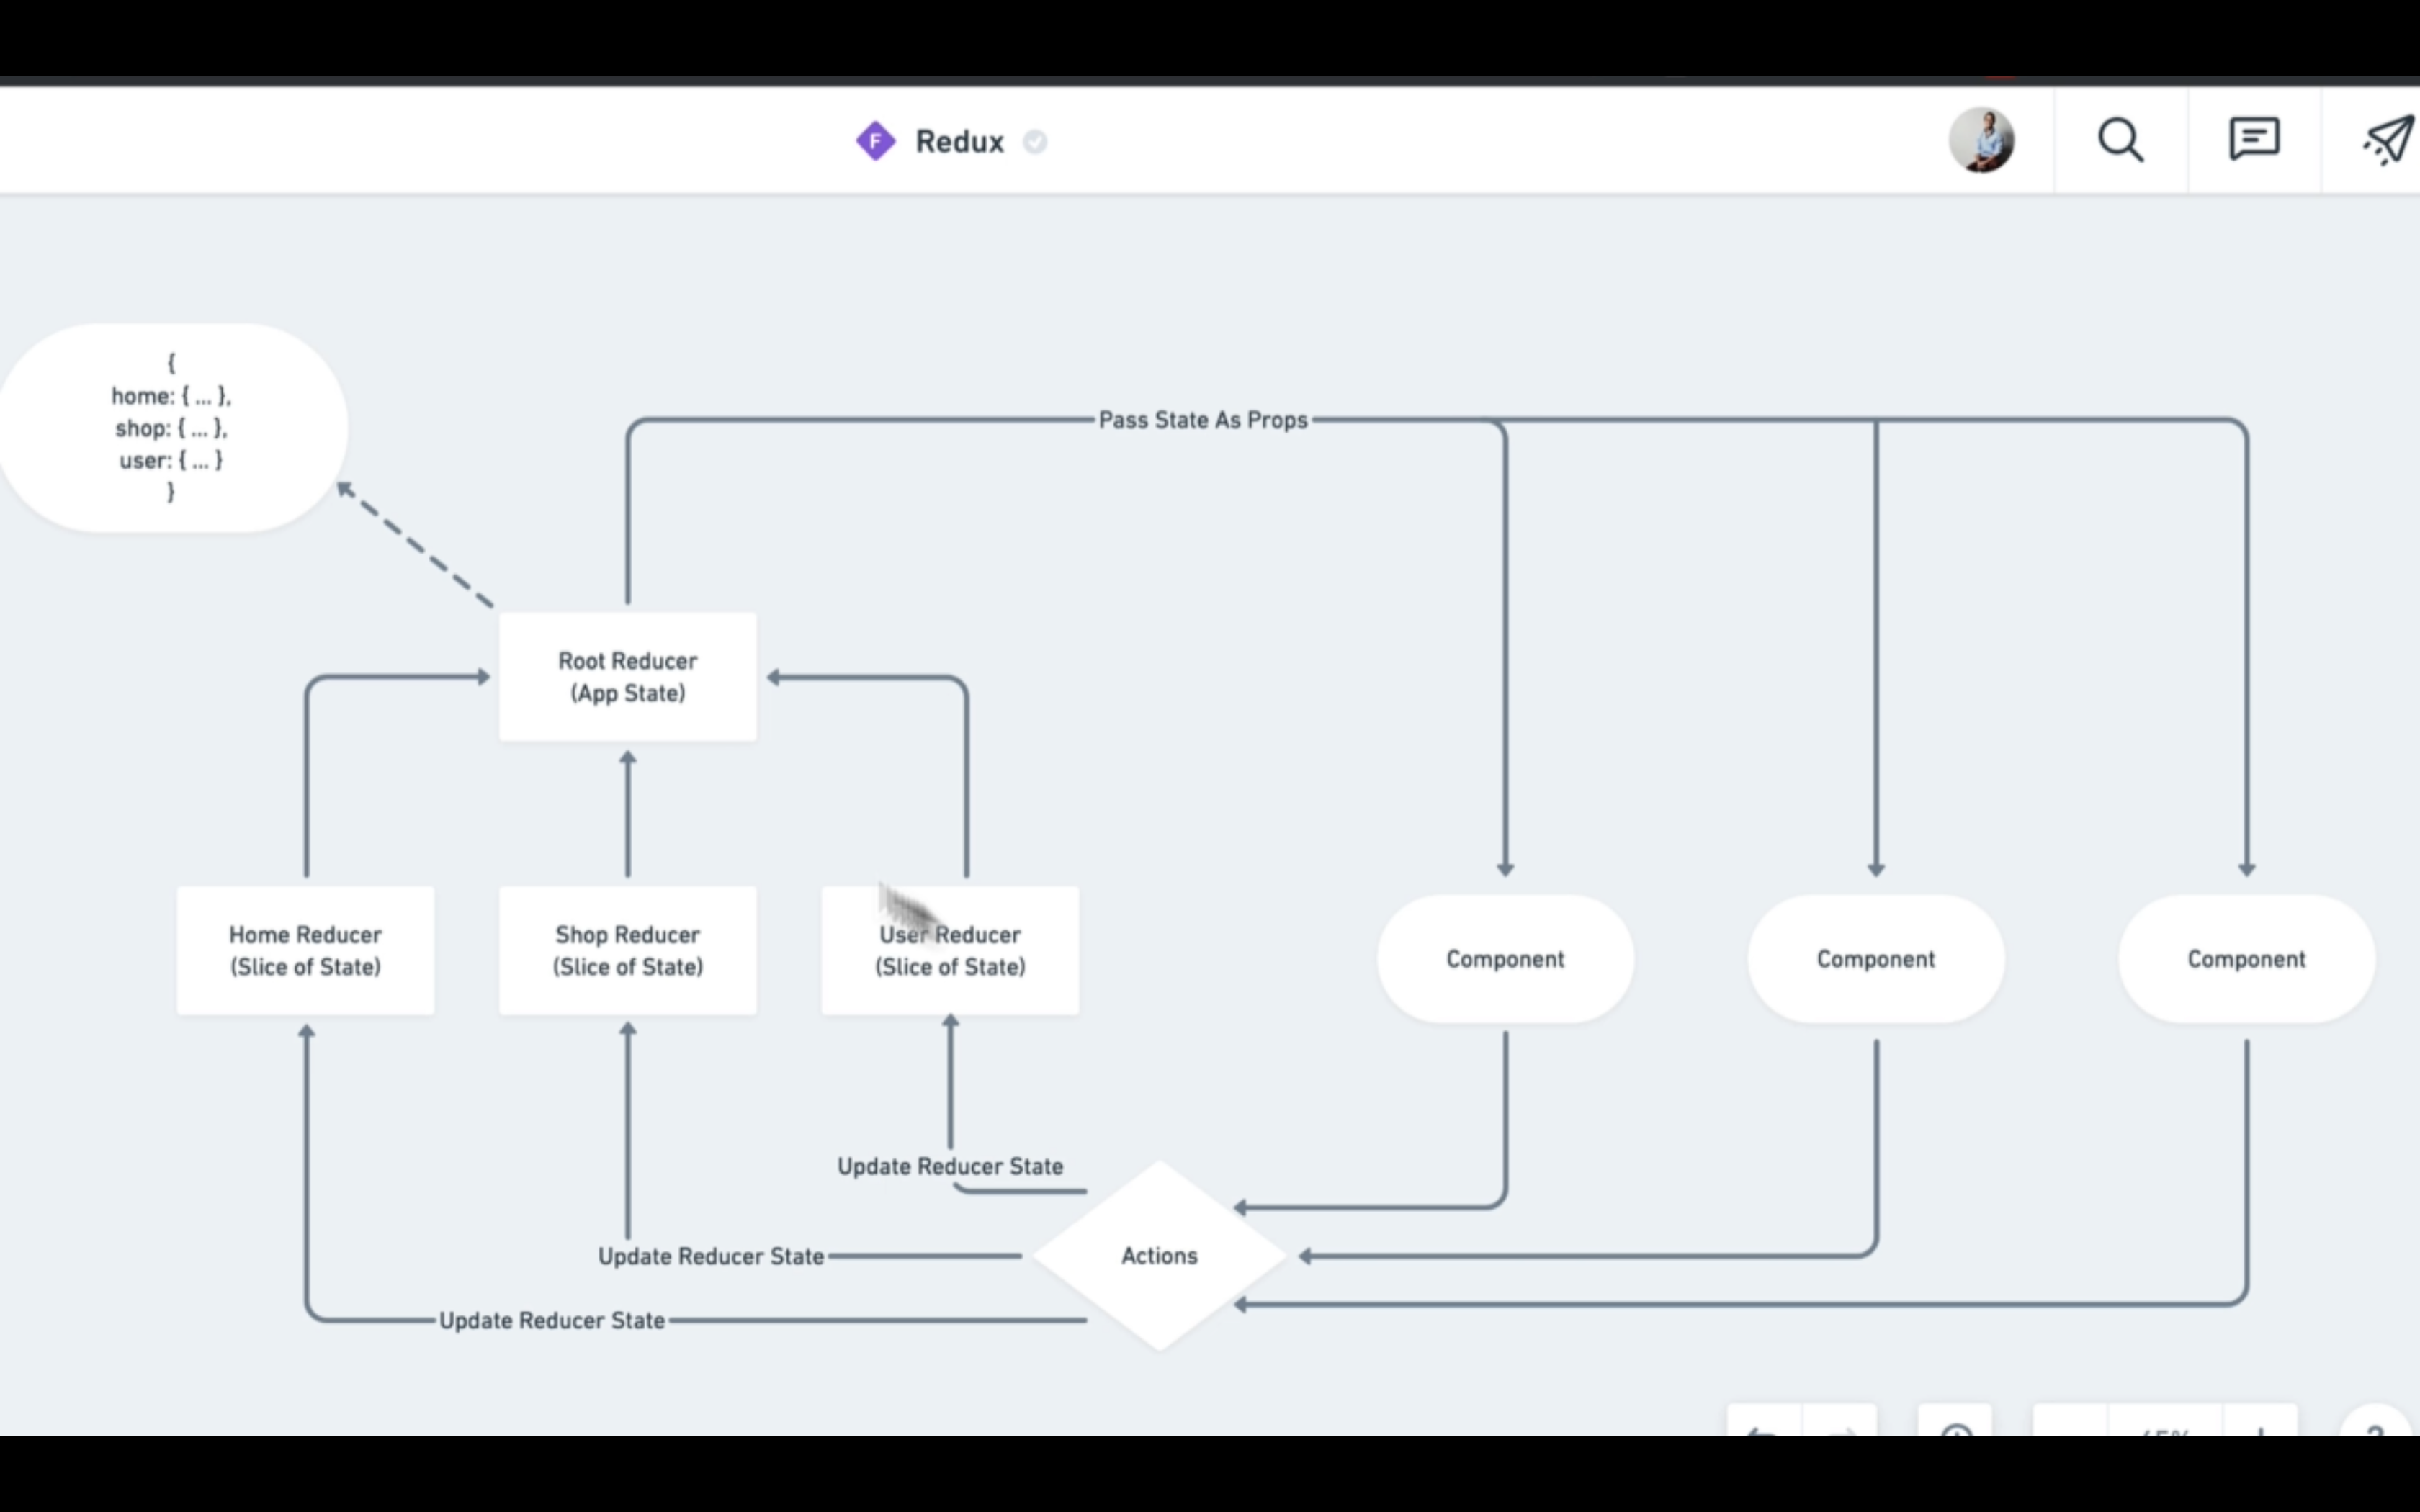 F
Redux
{
home: { ... },
shop: { ... },
user: { ... }
}
Pass State As Props
Root Reducer
(App State)
Home Reducer
(Slice of State)
Shop Reducer
(Slice of State)
User Reducer
(Slice of State)
Component
Component
Component
Update Reducer State
Update Reducer State
Actions
Update Reducer State